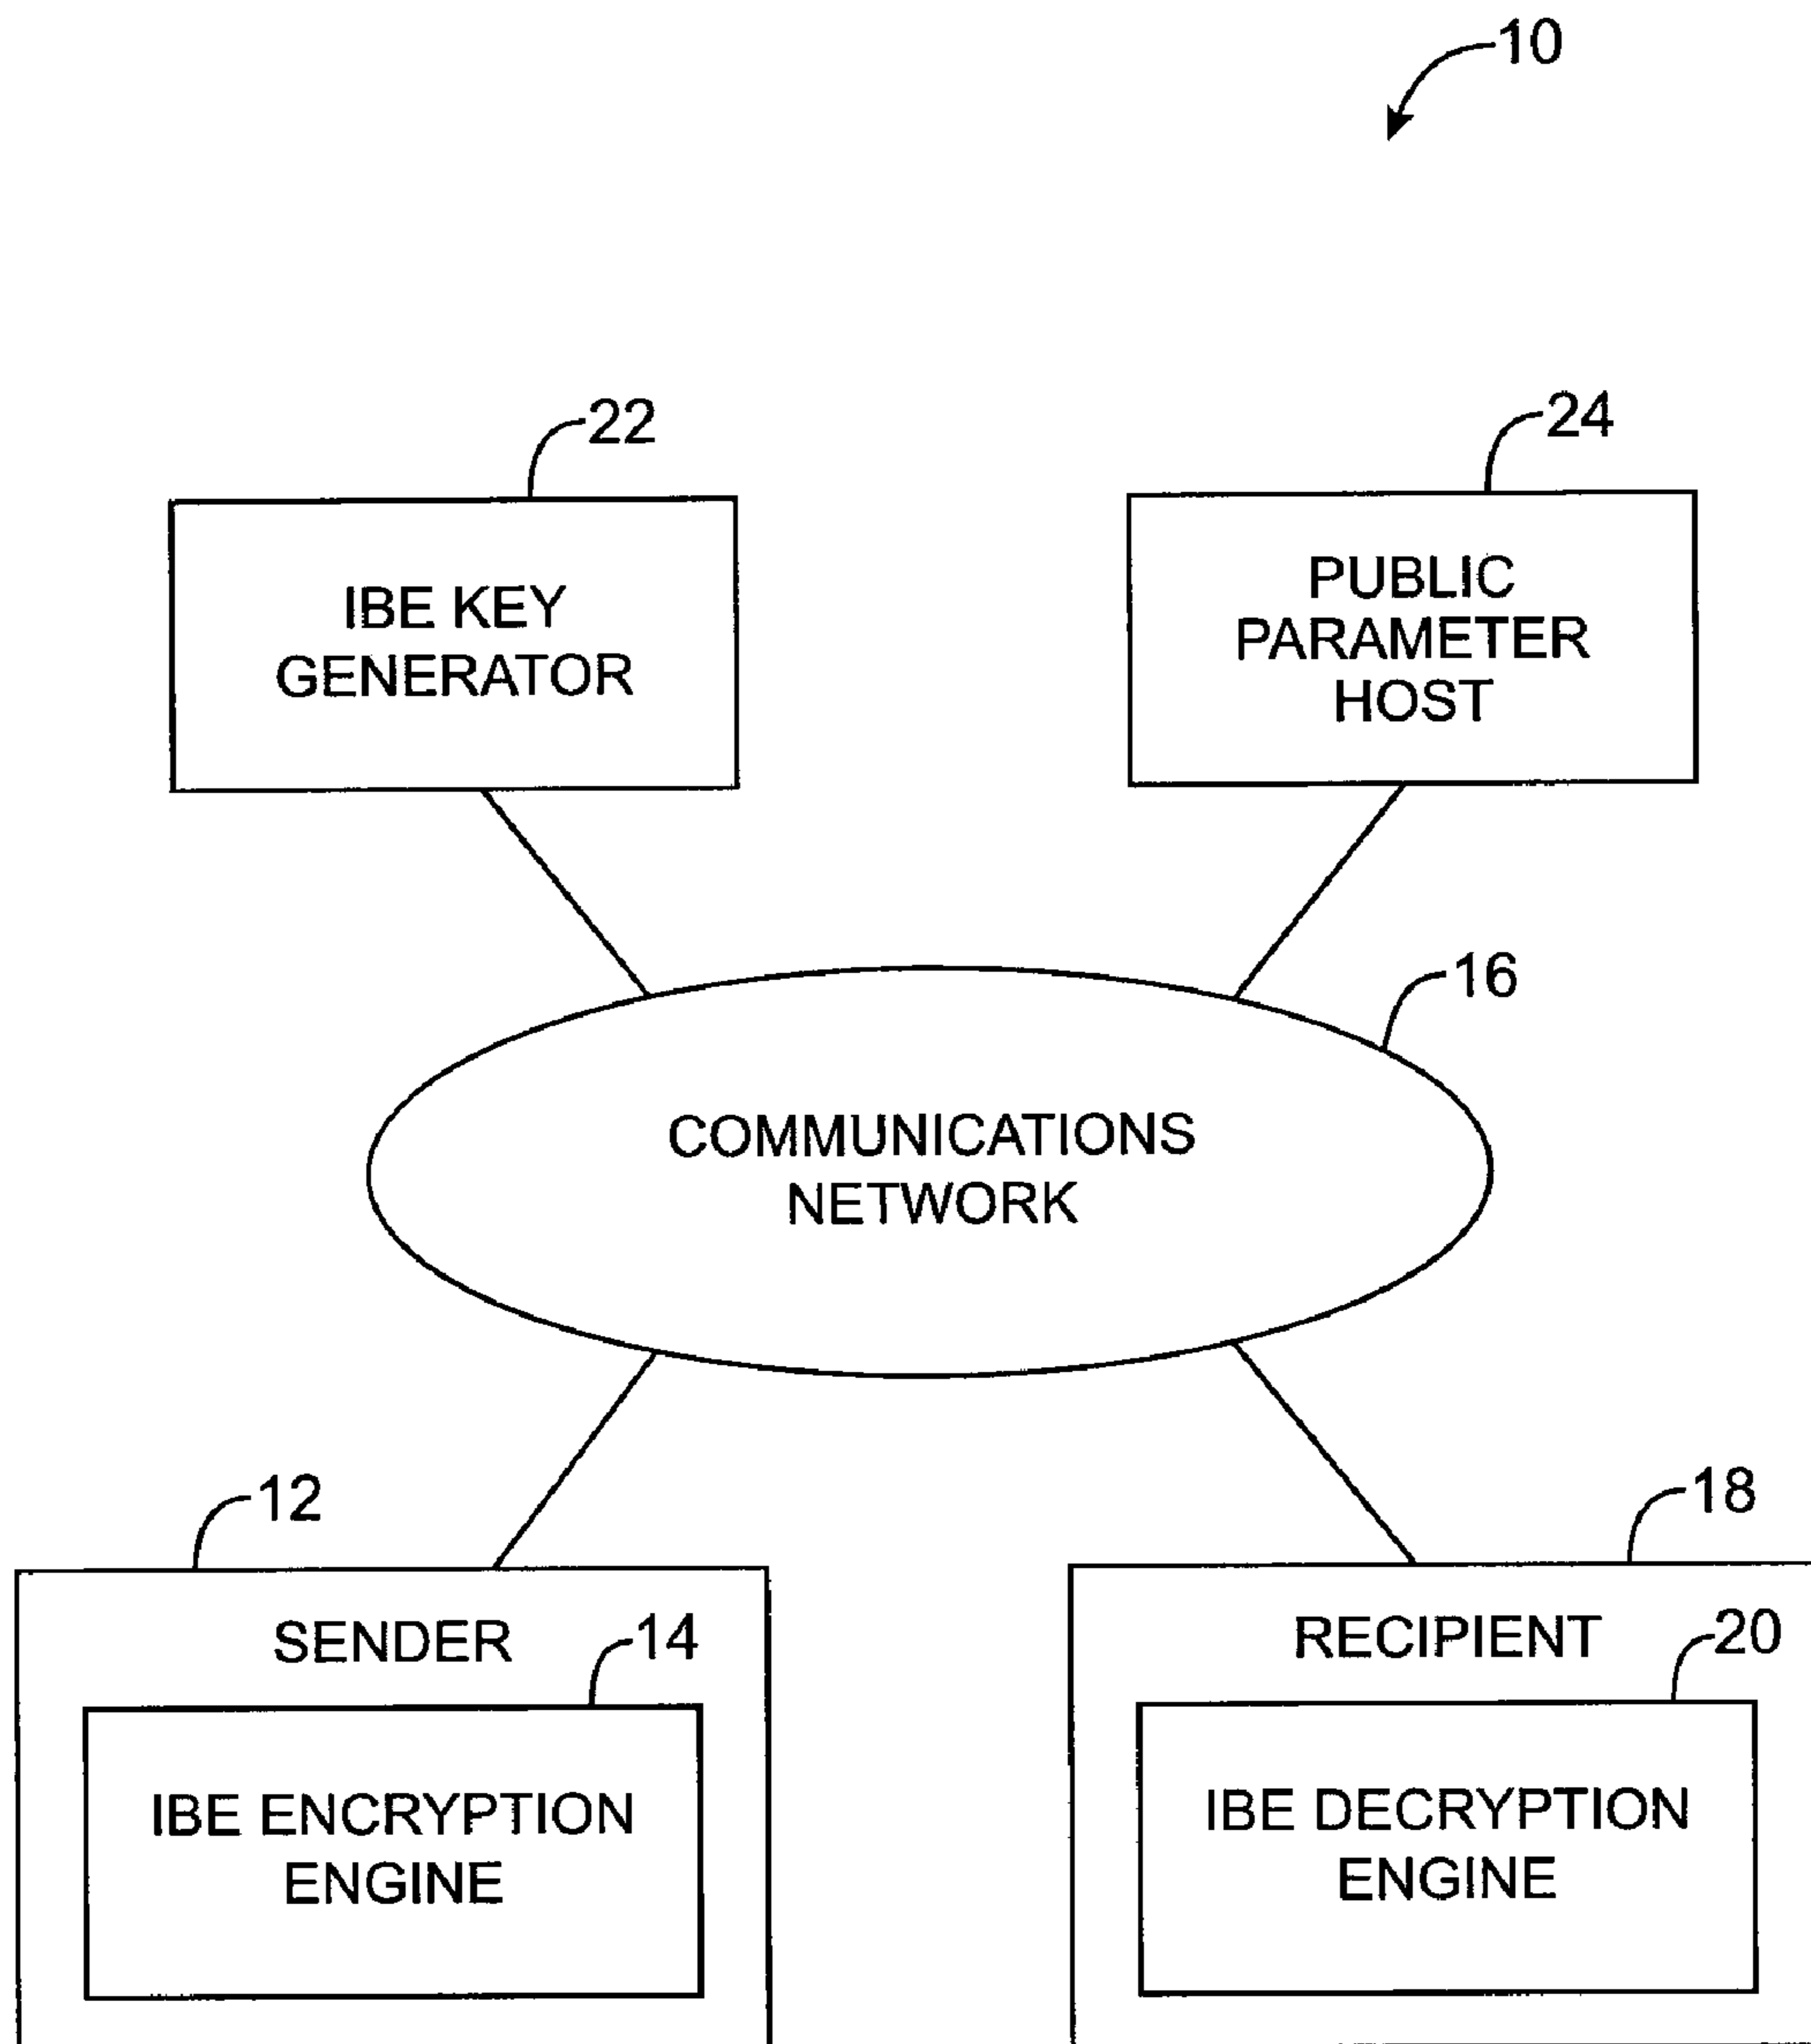 10
22
24
IBE KEY
GENERATOR
PUBLIC
PARAMETER
HOST
16
COMMUNICATIONS
NETWORK
12
18
SENDER
14
RECIPIENT
20
IBE ENCRYPTION
ENGINE
IBE DECRYPTION
ENGINE